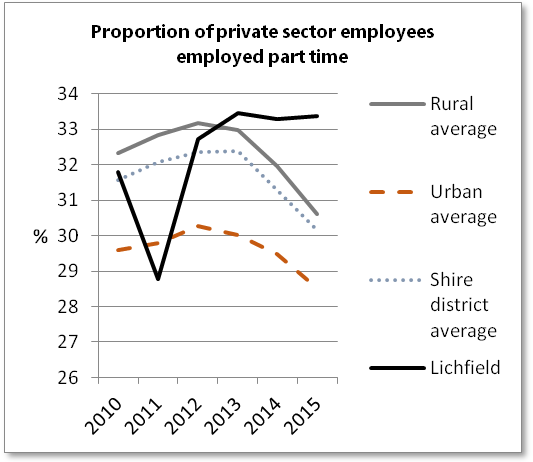 Proportion of private sector employees
employed part time
34
33
32
31
30
29
28
27
26
%
2010
2011
2012
2013
2014
2015
Rural
average
Urban
average
Shire
district
average
Lichfield